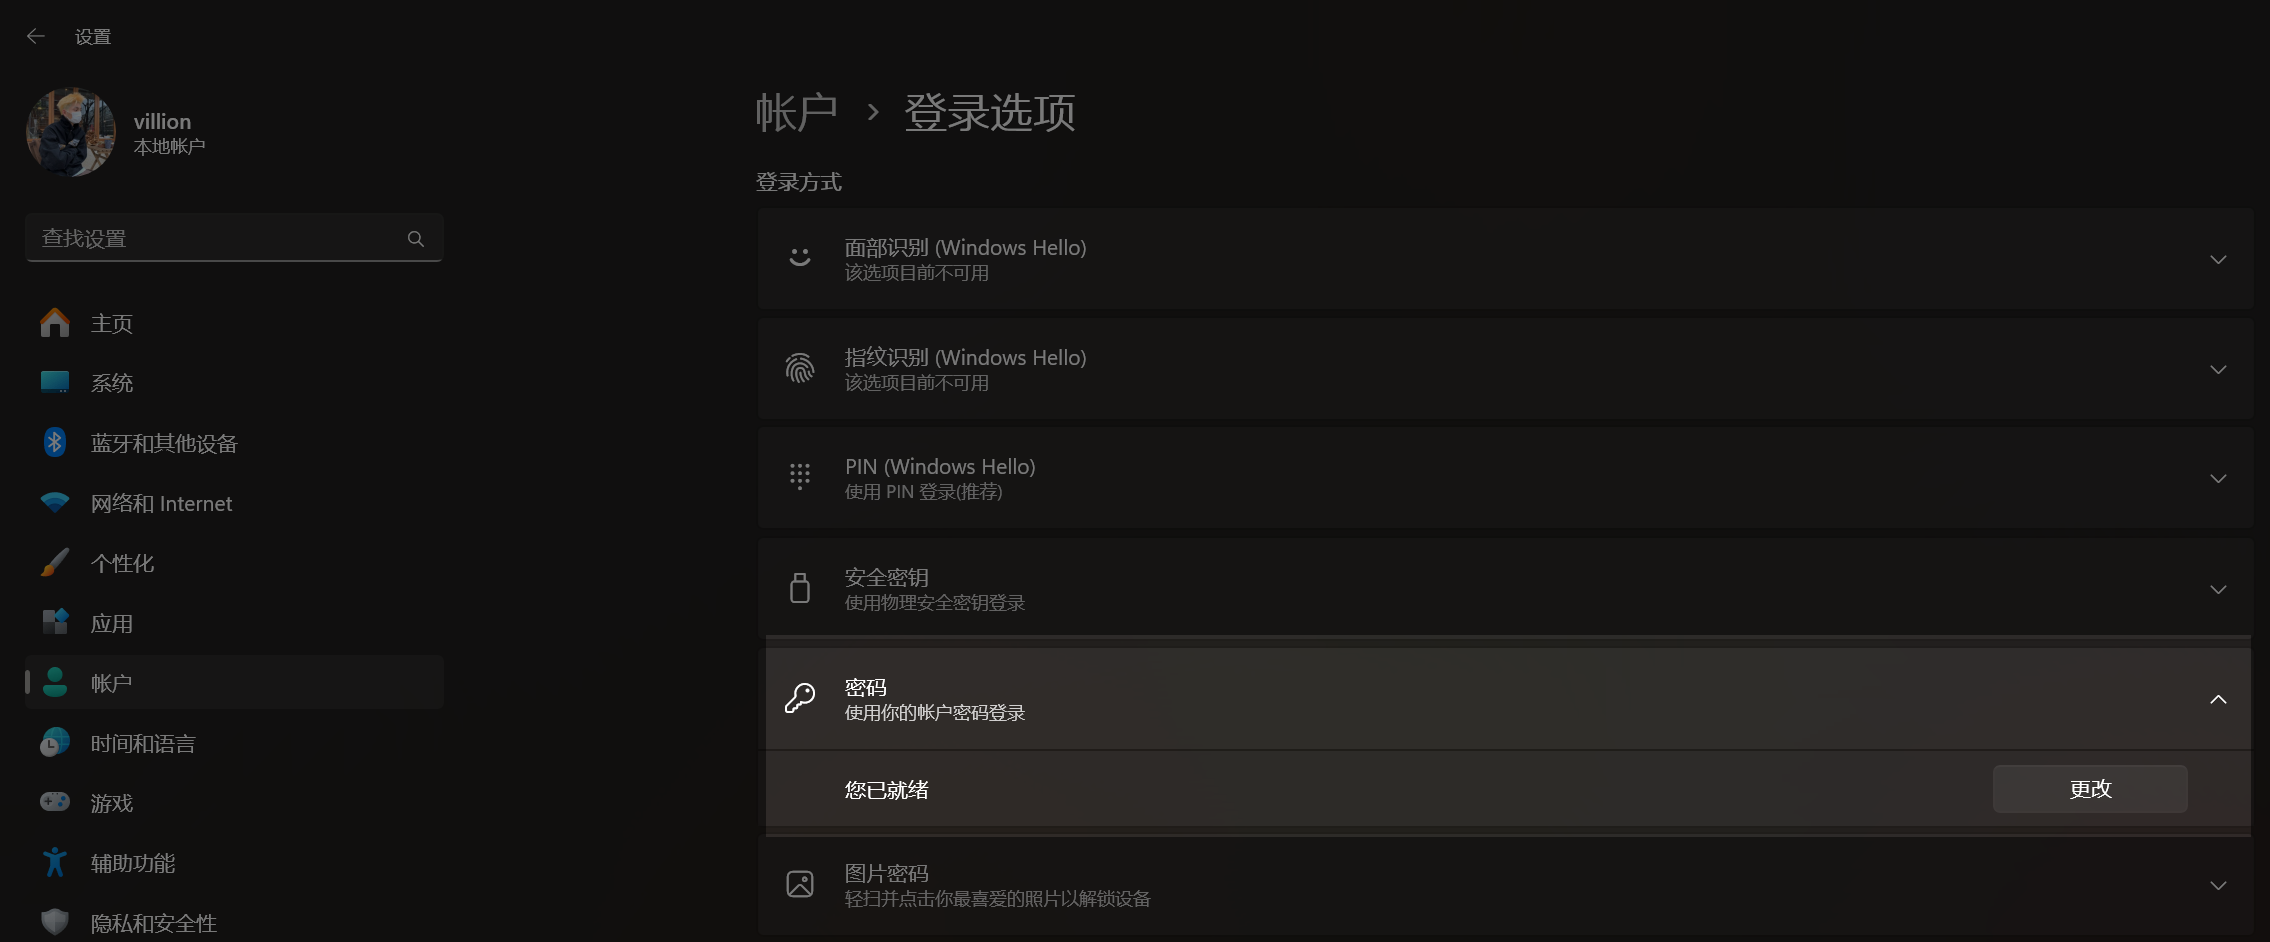 设置
villion
本地帐户
查找设置
主页
系统
蓝牙和其他设备
网络和 Internet
个性化
应用
帐户
时间和语言
游戏
辅助功能
隐私和安全性
帐户 › 登录选项
登录方式
面部识别 (Windows Hello)
该选项目前不可用
指纹识别 (Windows Hello)
该选项目前不可用
PIN (Windows Hello)
使用 PIN 登录(推荐)
安全密钥
使用物理安全密钥登录
密码
使用你的帐户密码登录
您已就绪
更改
图片密码
轻扫并点击你最喜爱的照片以解锁设备